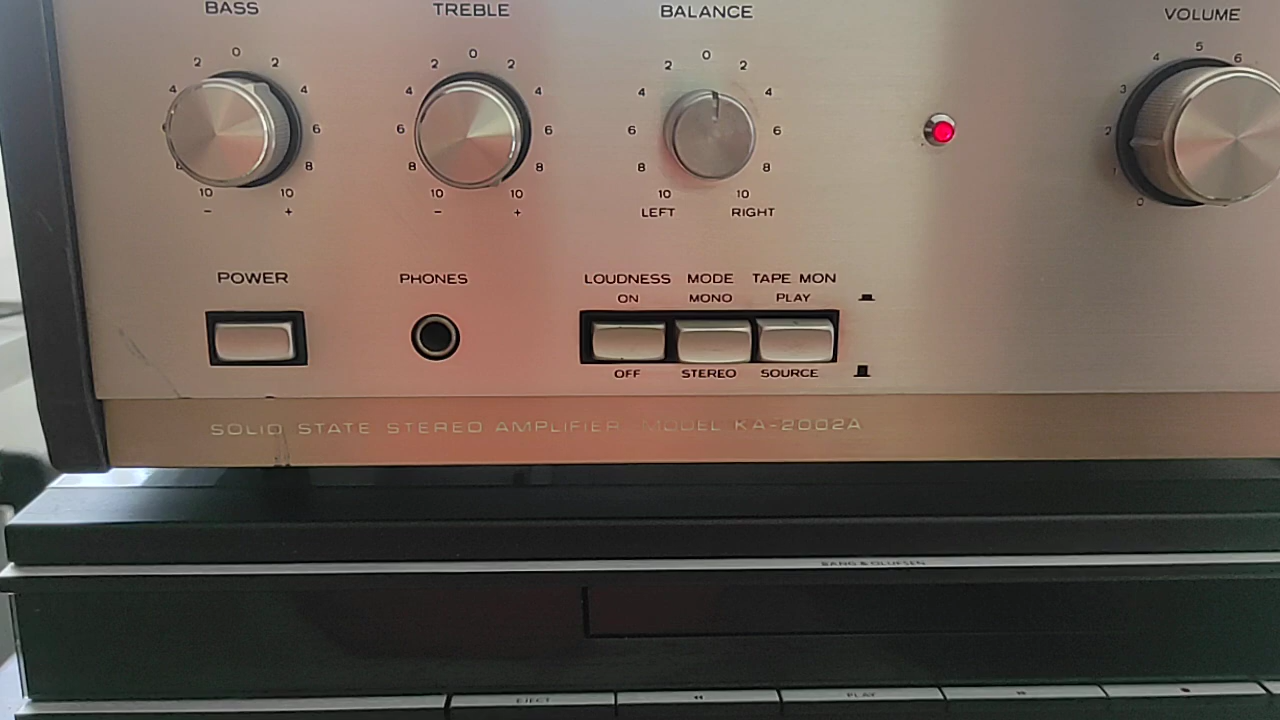 BASS TREBLE BALANCE VOLUME
0 0 0 5
2 2 2 2 2 2 4 6
4 4 4 4 4 4 3
6 6 6 6 6 2
8 8 8 8 8 1
10 10 10 10 10 10 0
- + - + LEFT RIGHT
POWER PHONES LOUDNESS MODE TAPE MON
ON MONO PLAY
OFF STEREO SOURCE
SOLID STATE STEREO AMPLIFIER MODEL KA-2002A
BANG & OLUFSEN
EJECT PLAY